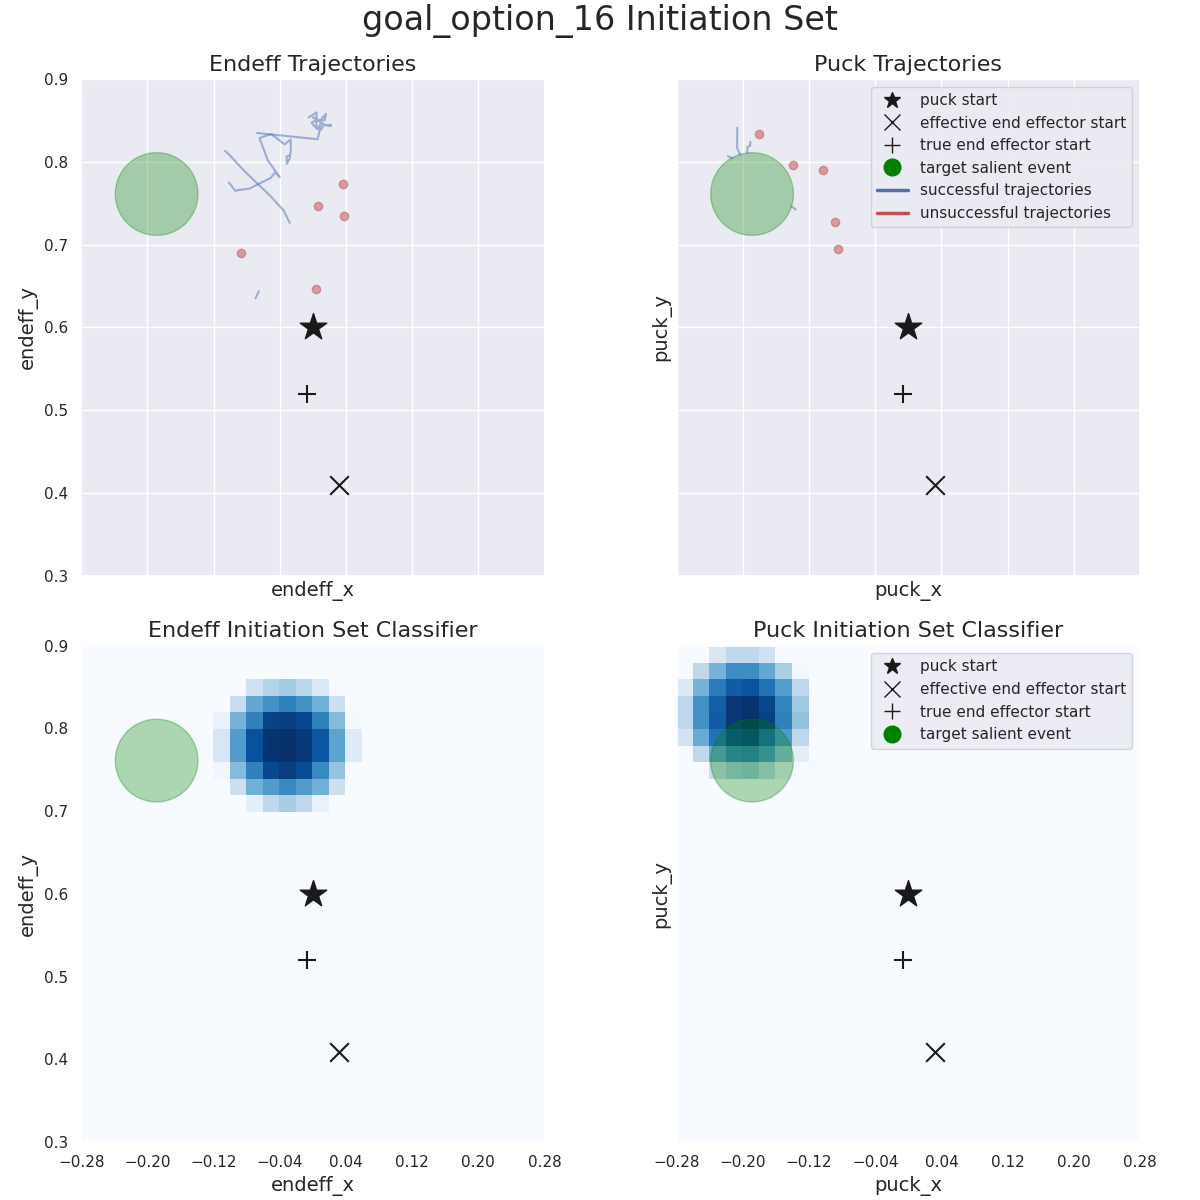 goal_option_16 Initiation Set
Endeff Trajectories
0.9
0.8
0.7
0.6
0.5
0.4
0.3
endeff_y
endeff_x
Puck Trajectories
puck start
effective end effector start
true end effector start
target salient event
successful trajectories
unsuccessful trajectories
puck_y
puck_x
Endeff Initiation Set Classifier
0.9
0.8
0.7
0.6
0.5
0.4
0.3
endeff_y
−0.28 −0.20 −0.12 −0.04 0.04 0.12 0.20 0.28
endeff_x
Puck Initiation Set Classifier
puck start
effective end effector start
true end effector start
target salient event
puck_y
−0.28 −0.20 −0.12 −0.04 0.04 0.12 0.20 0.28
puck_x